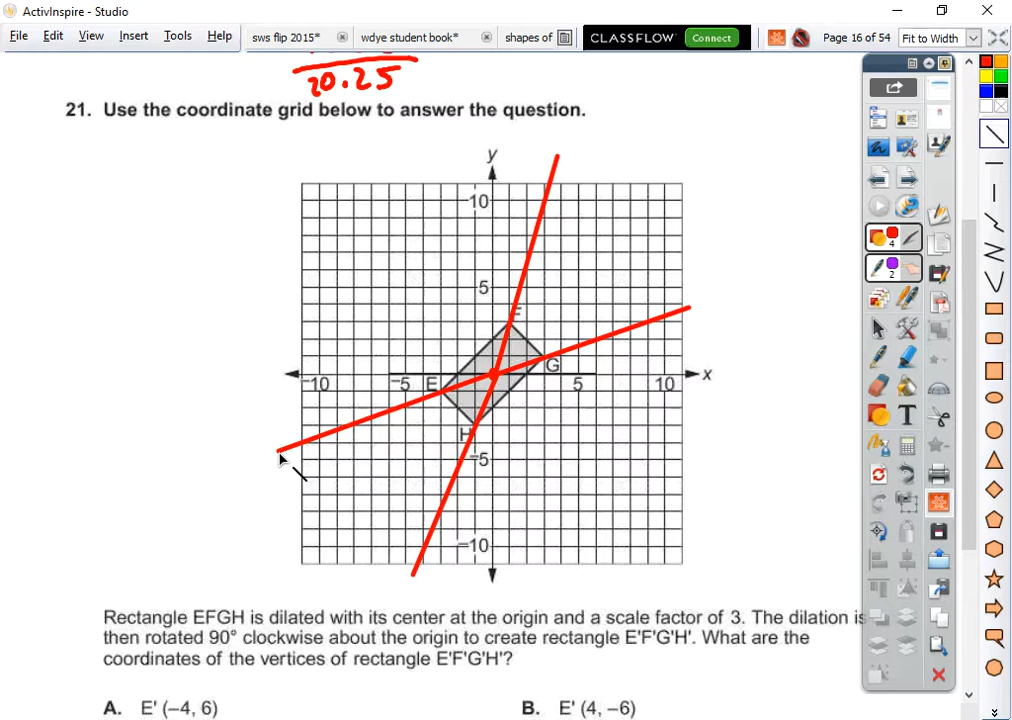 ActivInspire - Studio
File Edit View Insert Tools Help
sws flip 2015*
wdye student book*
shapes of
CLASSFLOW Connect
Page 16 of 54
Fit to Width
20.25
21. Use the coordinate grid below to answer the question.
y
10
5
F
G
-10 -5 E 5 10 x
H
-5
-10
Rectangle EFGH is dilated with its center at the origin and a scale factor of 3. The dilation is
then rotated 90° clockwise about the origin to create rectangle E'F'G'H'. What are the
coordinates of the vertices of rectangle E'F'G'H'?
A. E' (−4, 6)
B. E' (4, −6)
4
2
T